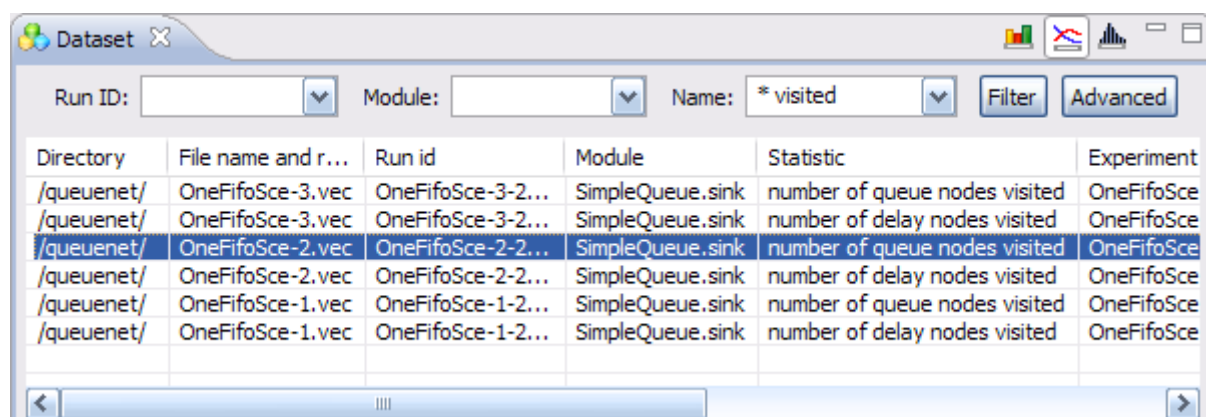 Dataset
Run ID: Module: Name: * visited Filter Advanced
Directory File name and r... Run id Module Statistic Experiment
/queuenet/ OneFifoSce-3.vec OneFifoSce-3-2... SimpleQueue.sink number of queue nodes visited OneFifoSce
/queuenet/ OneFifoSce-3.vec OneFifoSce-3-2... SimpleQueue.sink number of delay nodes visited OneFifoSce
/queuenet/ OneFifoSce-2.vec OneFifoSce-2-2... SimpleQueue.sink number of queue nodes visited OneFifoSce
/queuenet/ OneFifoSce-2.vec OneFifoSce-2-2... SimpleQueue.sink number of delay nodes visited OneFifoSce
/queuenet/ OneFifoSce-1.vec OneFifoSce-1-2... SimpleQueue.sink number of queue nodes visited OneFifoSce
/queuenet/ OneFifoSce-1.vec OneFifoSce-1-2... SimpleQueue.sink number of delay nodes visited OneFifoSce